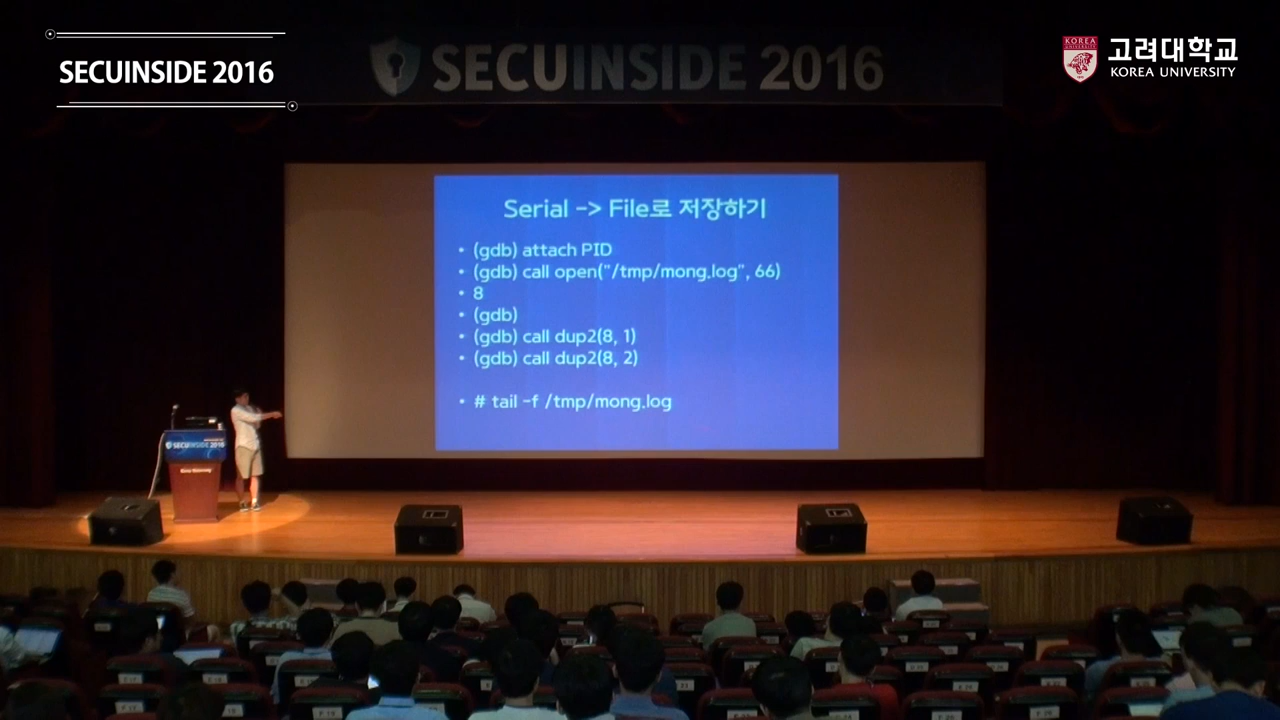 SECUINSIDE 2016
SECUINSIDE 2016
고려대학교
KOREA UNIVERSITY
KOREA
Serial -> File로 저장하기
• (gdb) attach PID
• (gdb) call open("/tmp/mong.log", 66)
• 8
• (gdb)
• (gdb) call dup2(8, 1)
• (gdb) call dup2(8, 2)
• # tail -f /tmp/mong.log
SECUINSIDE 2016